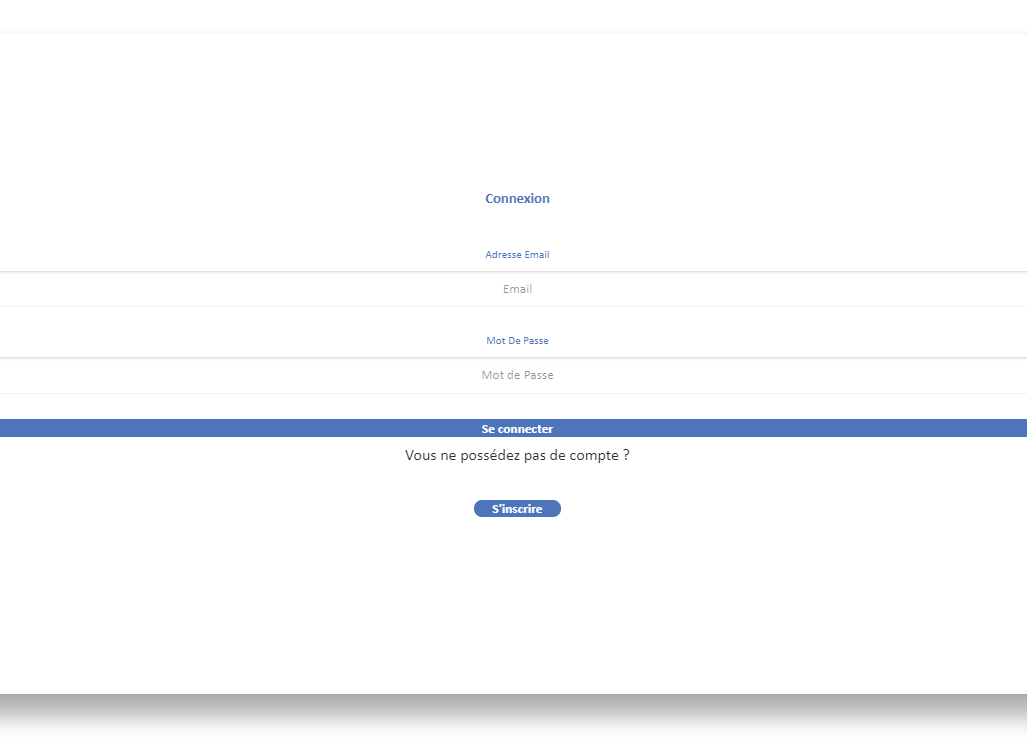 Connexion
Adresse Email
Email
Mot De Passe
Mot de Passe
Se connecter
Vous ne possédez pas de compte ?
S'inscrire